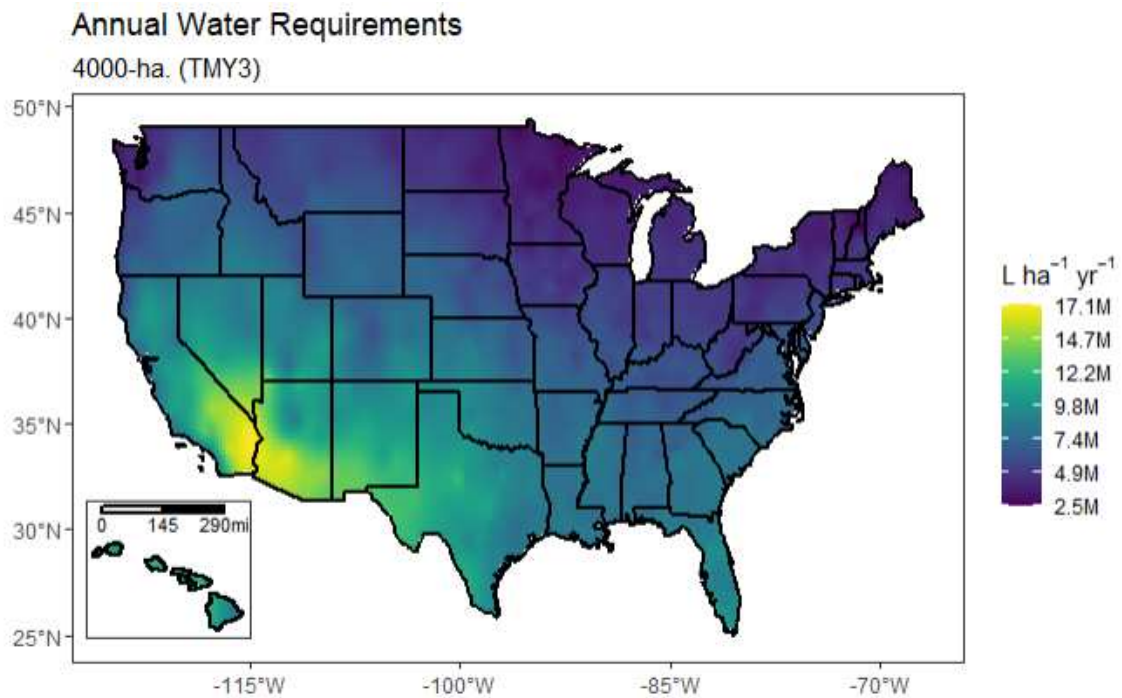 Annual Water Requirements
4000-ha. (TMY3)
50°N
45°N
40°N
35°N
30°N
25°N
0 145 290mi
-115°W -100°W -85°W -70°W
L ha⁻¹ yr⁻¹
17.1M
14.7M
12.2M
9.8M
7.4M
4.9M
2.5M